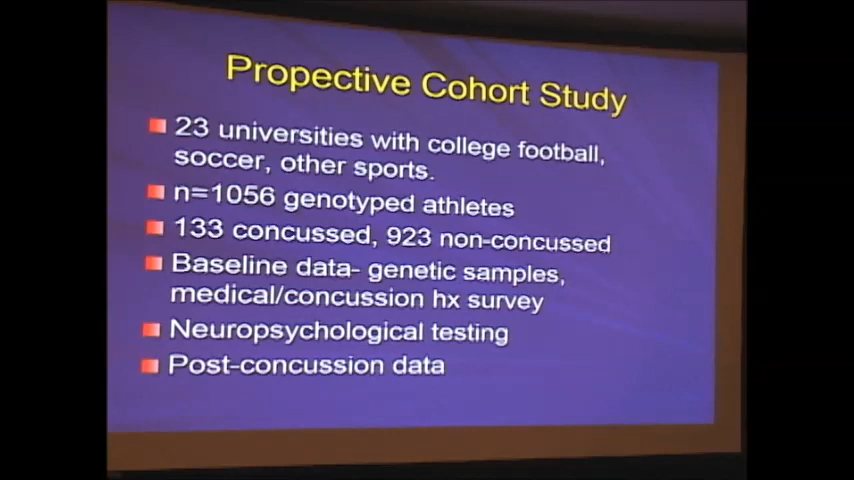 Propective Cohort Study
23 universities with college football,
soccer, other sports.
n=1056 genotyped athletes
133 concussed, 923 non-concussed
Baseline data- genetic samples,
medical/concussion hx survey
Neuropsychological testing
Post-concussion data